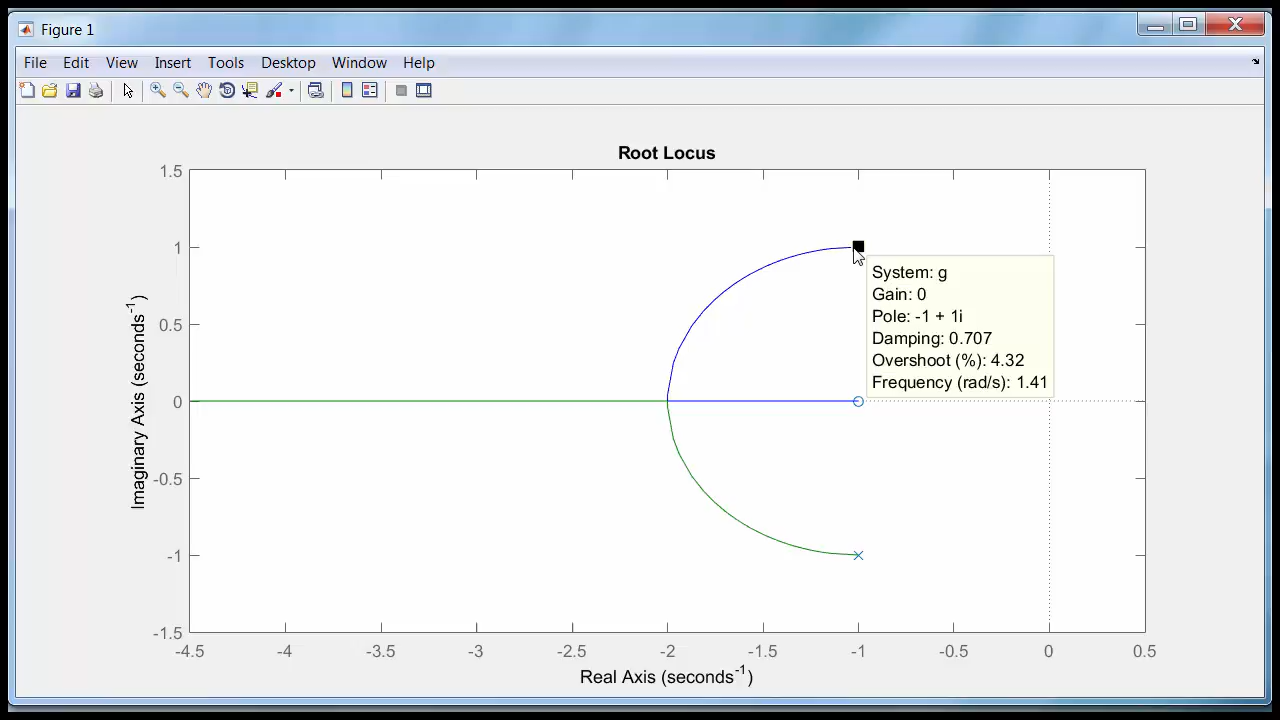 Figure 1
File Edit View Insert Tools Desktop Window Help
Root Locus
1.5
1
0.5
0
-0.5
-1
-1.5
Imaginary Axis (seconds⁻¹)
System: g
Gain: 0
Pole: -1 + 1i
Damping: 0.707
Overshoot (%): 4.32
Frequency (rad/s): 1.41
-4.5 -4 -3.5 -3 -2.5 -2 -1.5 -1 -0.5 0 0.5
Real Axis (seconds⁻¹)